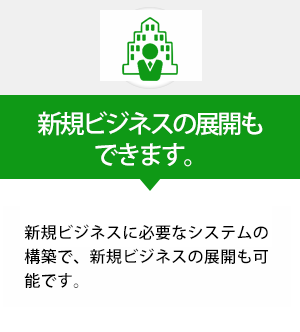 新規ビジネスの展開も
できます。
新規ビジネスに必要なシステムの
構築で、新規ビジネスの展開も可
能です。